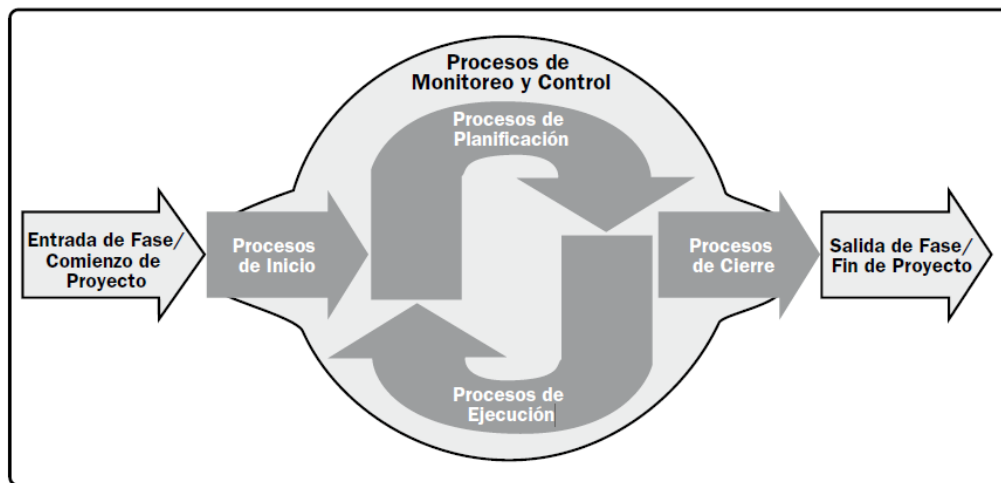 Procesos de
Monitoreo y Control
Procesos de
Planificación
Entrada de Fase/
Comienzo de
Proyecto
Procesos
de Inicio
Procesos
de Cierre
Salida de Fase/
Fin de Proyecto
Procesos de
Ejecución